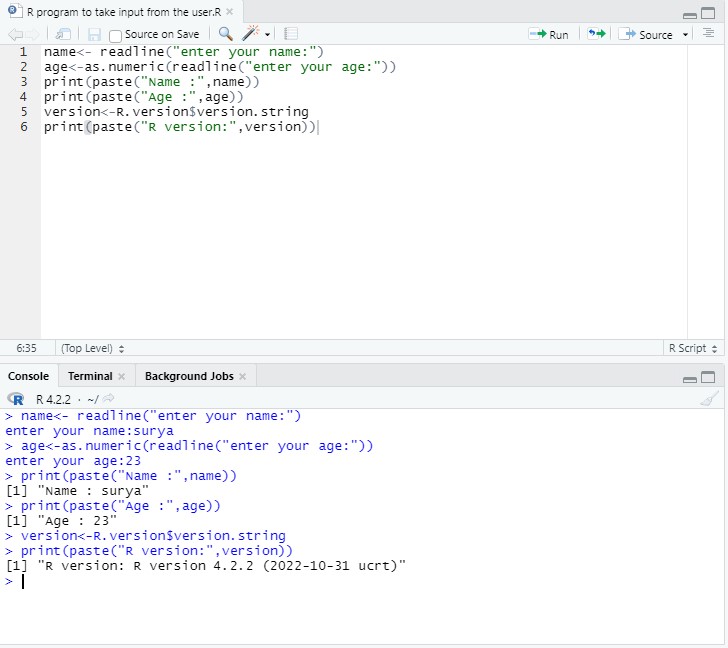 R program to take input from the user.R
Source on Save
Run
Source
1 name<- readline("enter your name:")
2 age<-as.numeric(readline("enter your age:"))
3 print(paste("Name :",name))
4 print(paste("Age :",age))
5 version<-R.version$version.string
6 print(paste("R version:",version))
6:35 (Top Level) R Script
Console Terminal Background Jobs
R R 4.2.2 · ~/
> name<- readline("enter your name:")
enter your name:surya
> age<-as.numeric(readline("enter your age:"))
enter your age:23
> print(paste("Name :",name))
[1] "Name : surya"
> print(paste("Age :",age))
[1] "Age : 23"
> version<-R.version$version.string
> print(paste("R version:",version))
[1] "R version: R version 4.2.2 (2022-10-31 ucrt)"
>